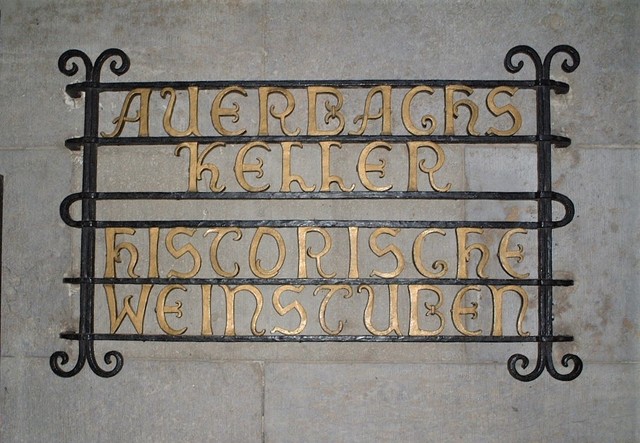 AUERBACHS
KELLER
HISTORISCHE
WEINSTUBEN